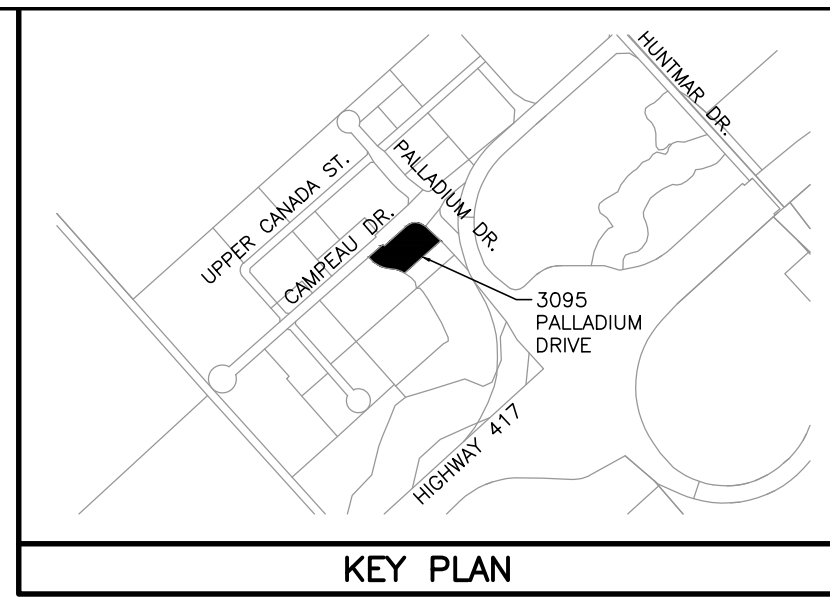 HUNTMAR DR.
PALLADIUM DR.
UPPER CANADA ST.
CAMPEAU DR.
3095
PALLADIUM
DRIVE
HIGHWAY 417
KEY PLAN